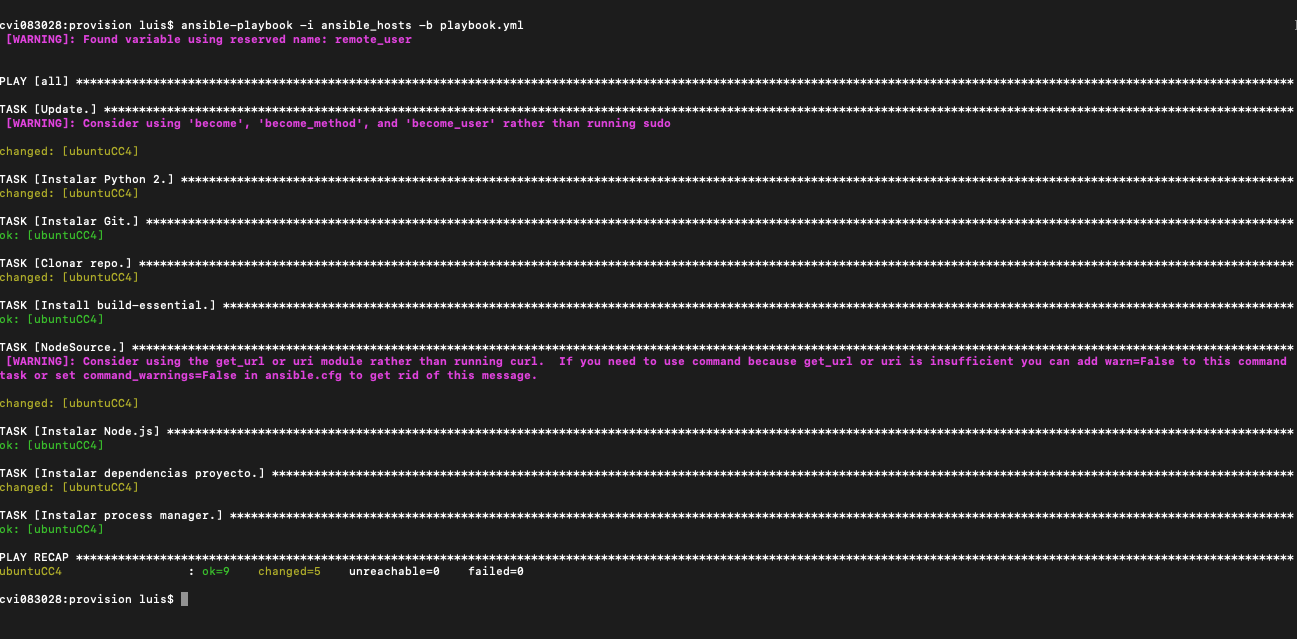 cvi083028:provision luis$ ansible-playbook -i ansible_hosts -b playbook.yml
[WARNING]: Found variable using reserved name: remote_user
PLAY [all] ****************************************************************************************************************************************************************************
TASK [Update.] ************************************************************************************************************************************************************************
[WARNING]: Consider using 'become', 'become_method', and 'become_user' rather than running sudo
changed: [ubuntuCC4]
TASK [Instalar Python 2.] *************************************************************************************************************************************************************
changed: [ubuntuCC4]
TASK [Instalar Git.] ******************************************************************************************************************************************************************
ok: [ubuntuCC4]
TASK [Clonar repo.] *******************************************************************************************************************************************************************
changed: [ubuntuCC4]
TASK [Install build-essential.] *******************************************************************************************************************************************************
ok: [ubuntuCC4]
TASK [NodeSource.] ********************************************************************************************************************************************************************
[WARNING]: Consider using the get_url or uri module rather than running curl.  If you need to use command because get_url or uri is insufficient you can add warn=False to this command
task or set command_warnings=False in ansible.cfg to get rid of this message.
changed: [ubuntuCC4]
TASK [Instalar Node.js] ***************************************************************************************************************************************************************
ok: [ubuntuCC4]
TASK [Instalar dependencias proyecto.] ************************************************************************************************************************************************
changed: [ubuntuCC4]
TASK [Instalar process manager.] ******************************************************************************************************************************************************
ok: [ubuntuCC4]
PLAY RECAP ****************************************************************************************************************************************************************************
ubuntuCC4                  : ok=9    changed=5    unreachable=0    failed=0
cvi083028:provision luis$